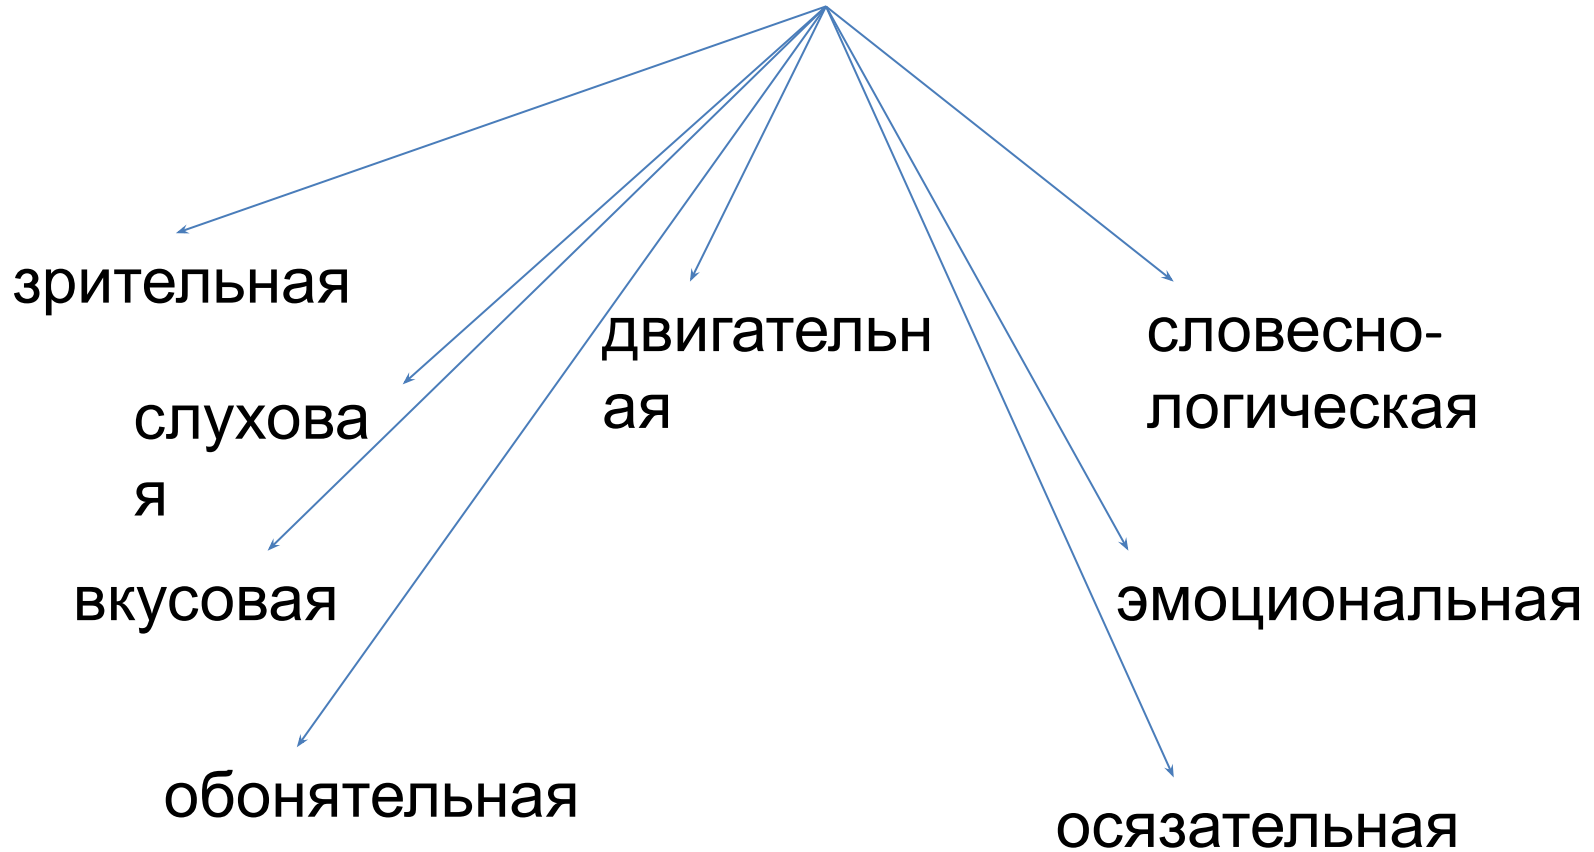 зрительная
двигательн
ая
словесно-
логическая
слухова
я
вкусовая
эмоциональная
обонятельная
осязательная